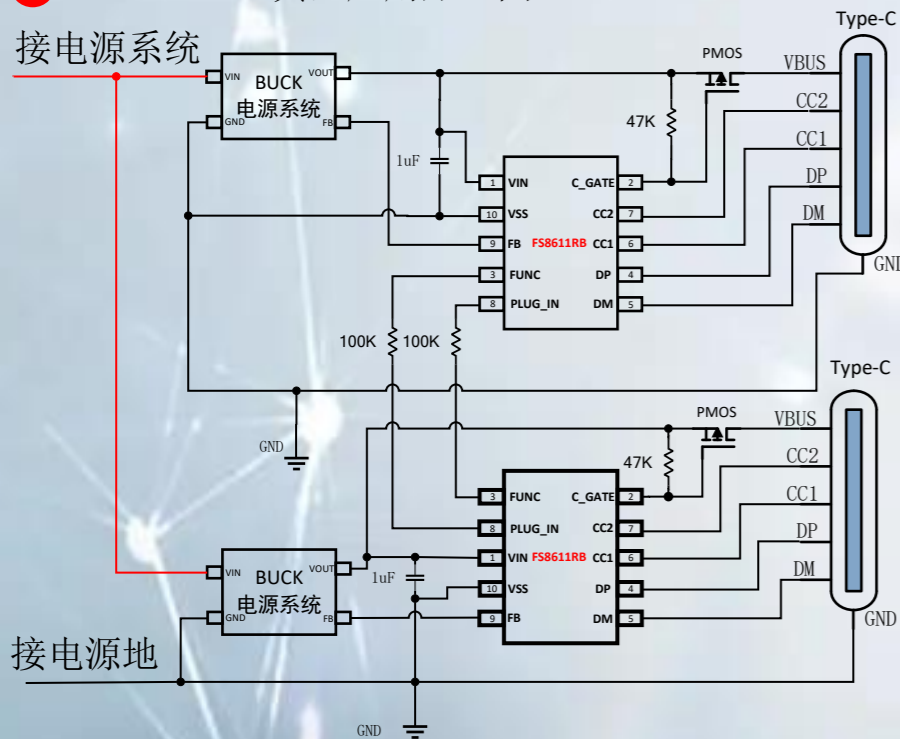 Type-C
接电源系统
PMOS
VBUS
VIN
VOUT
BUCK
电源系统
GND
FB
CC2
47K
CC1
1uF
1 VIN C_GATE 2
DP
10 VSS CC2 7
DM
9 FB FS8611RB CC1 6
3 FUNC DP 4
GND
8 PLUG_IN DM 5
100K 100K
Type-C
PMOS
VBUS
GND
47K
CC2
3 FUNC C_GATE 2
CC1
8 PLUG_IN CC2 7
DP
VIN
VOUT
BUCK
电源系统
GND
FB
1uF
1 VIN FS8611RB CC1 6
DM
10 VSS DP 4
9 FB DM 5
GND
接电源地
GND